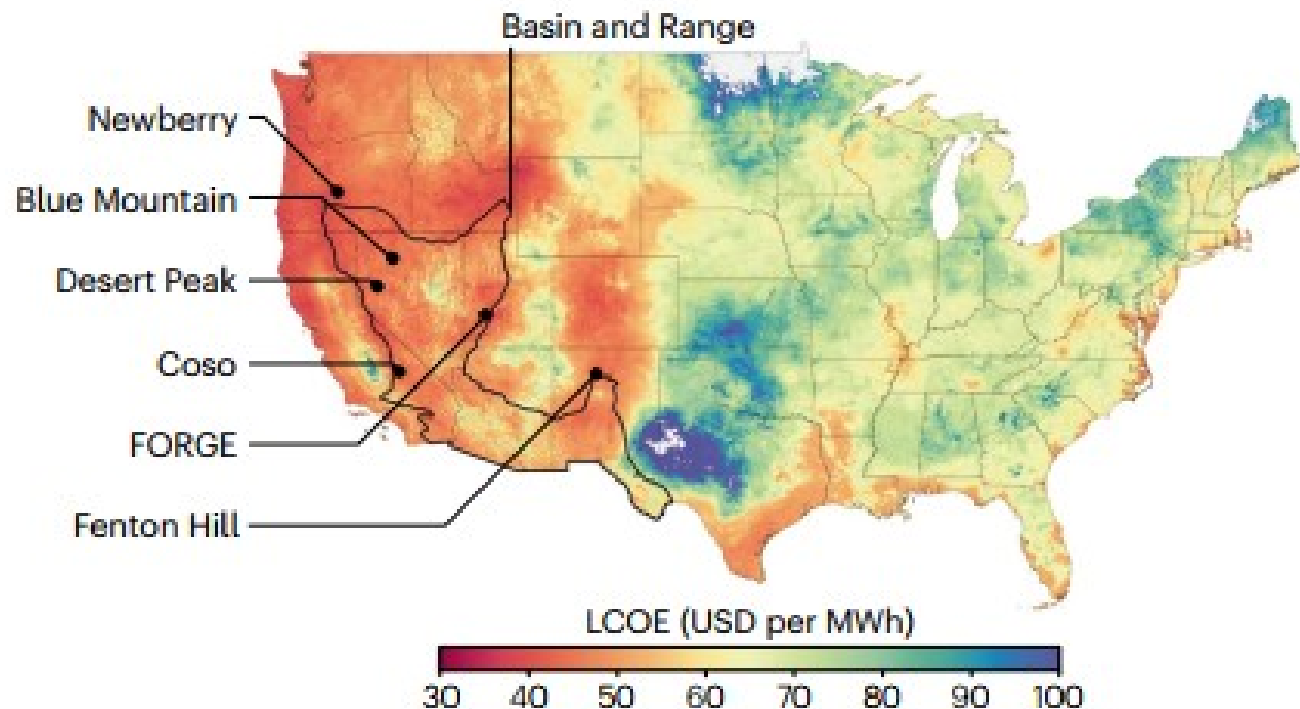 Basin and Range
Newberry
Blue Mountain
Desert Peak
Coso
FORGE
Fenton Hill
LCOE (USD per MWh)
30 40 50 60 70 80 90 100